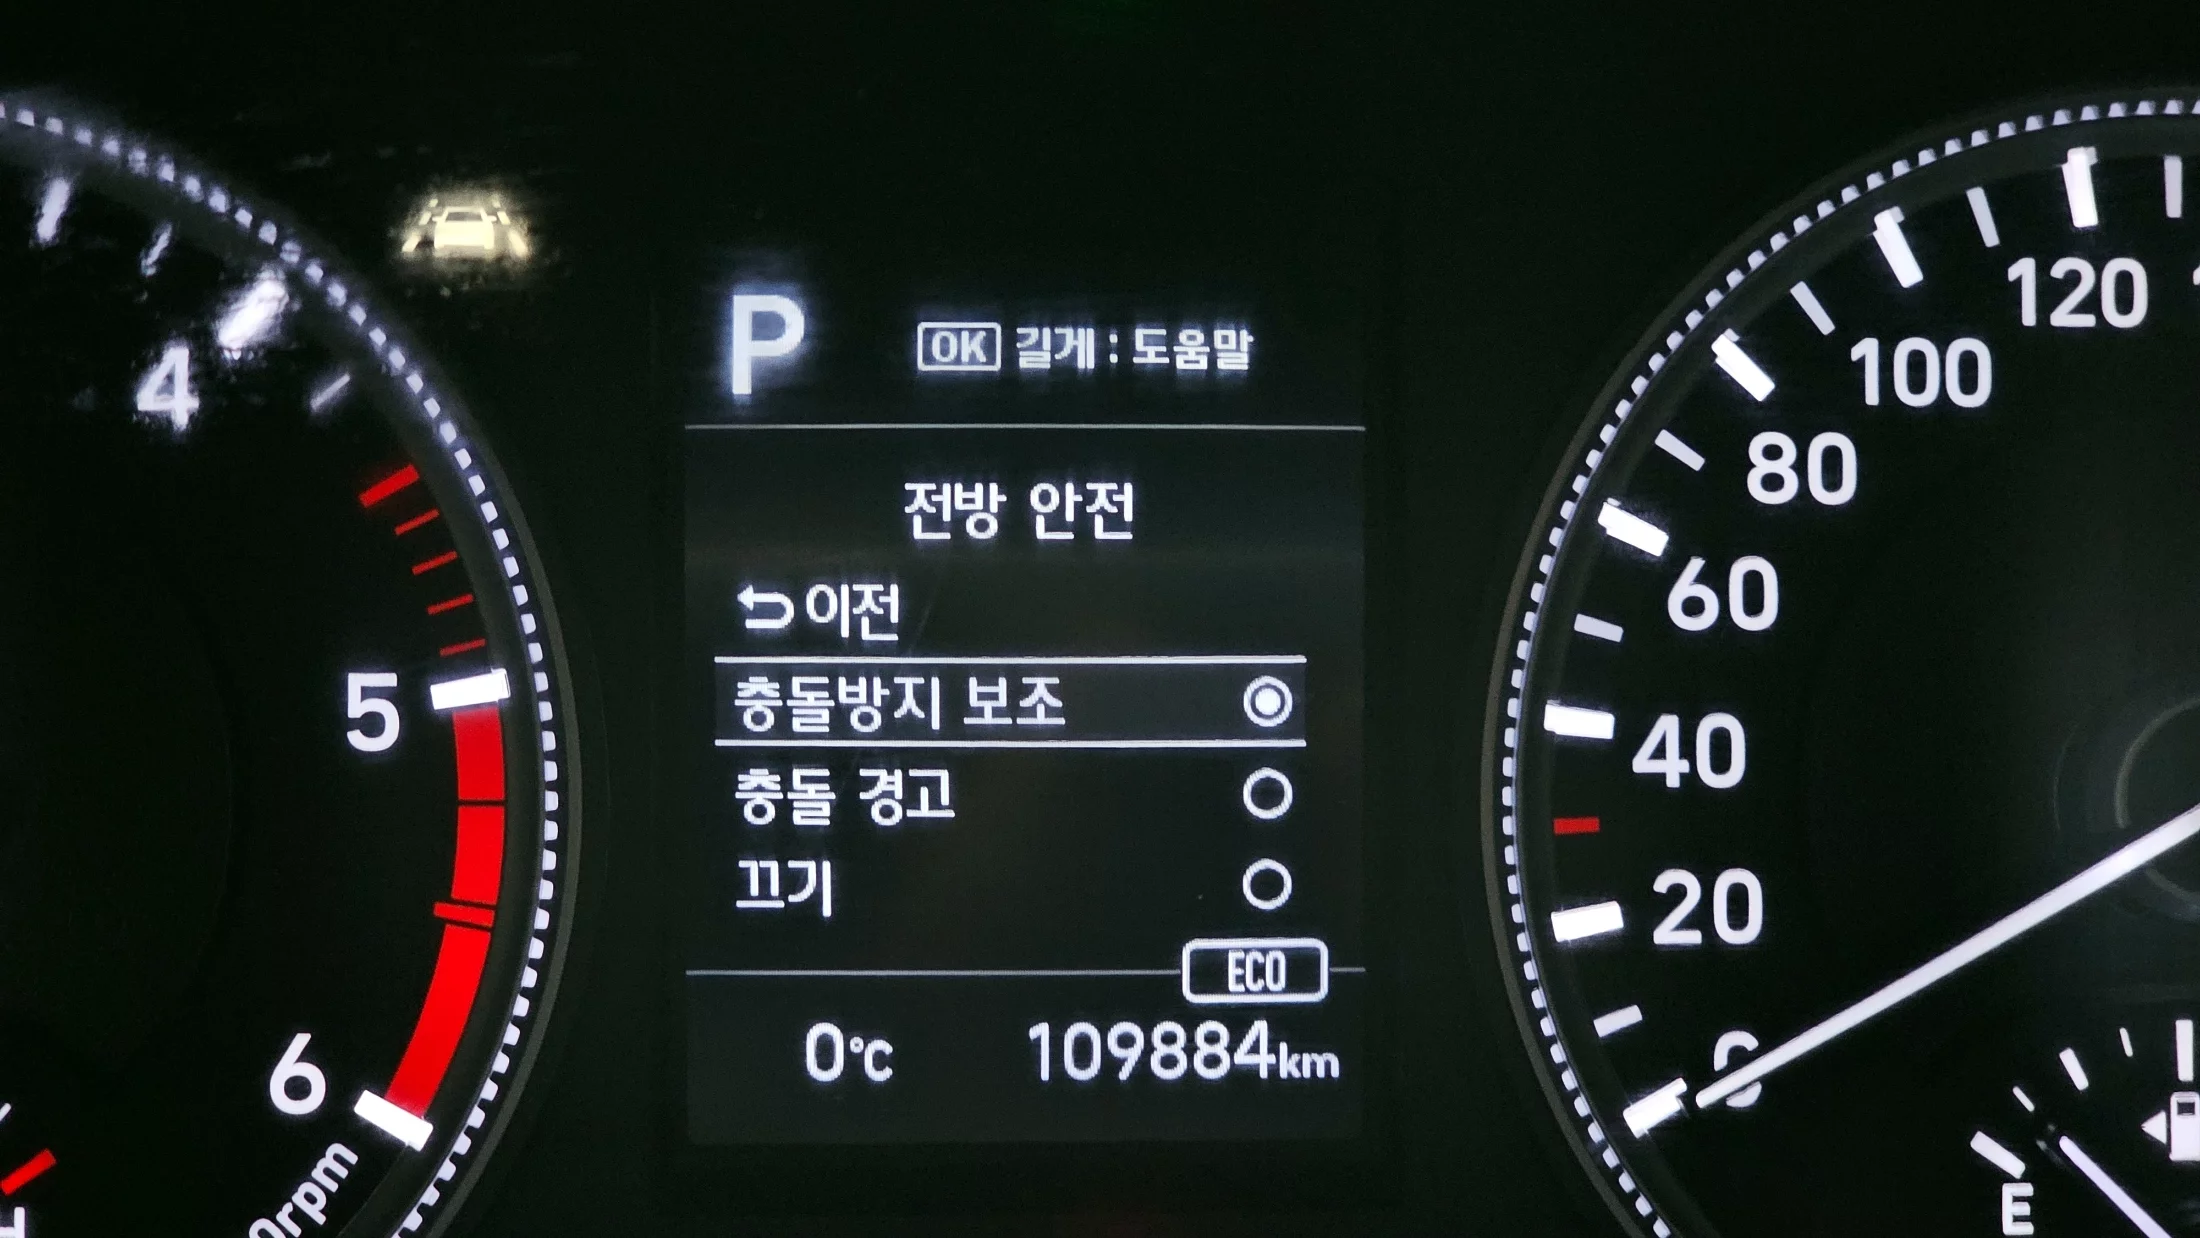 P
OK 길게 : 도움말
전방 안전
이전
충돌방지 보조
충돌 경고
끄기
ECO
0℃ 109884km
4
5
6
rpm
120
100
80
60
40
20
0
E